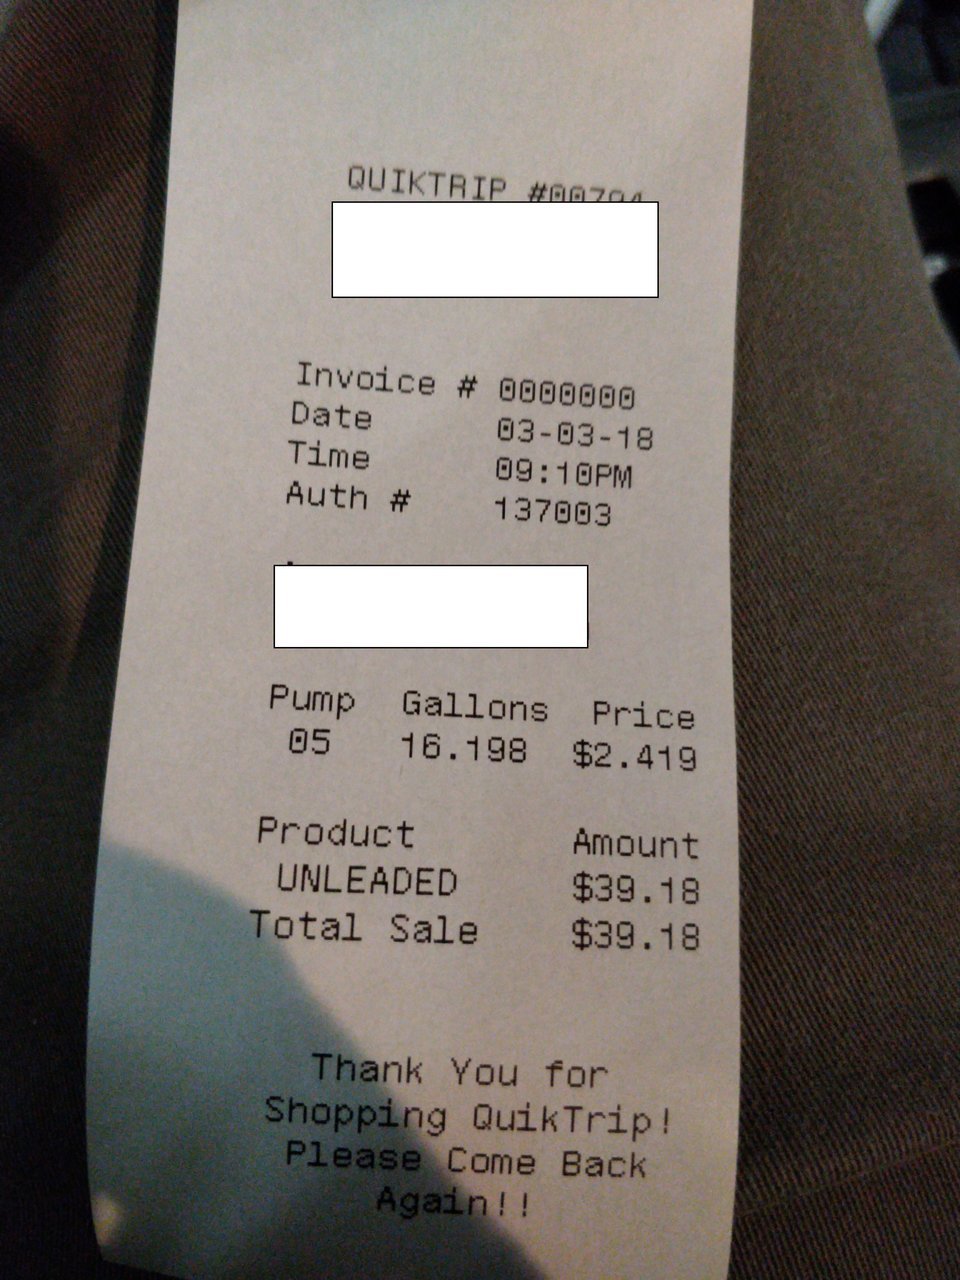 QUIKTRIP #00794
Invoice # 0000000
Date 03-03-18
Time 09:10PM
Auth # 137003
Pump Gallons Price
05 16.198 $2.419
Product Amount
UNLEADED $39.18
Total Sale $39.18
Thank You for
Shopping QuikTrip!
Please Come Back
Again!!